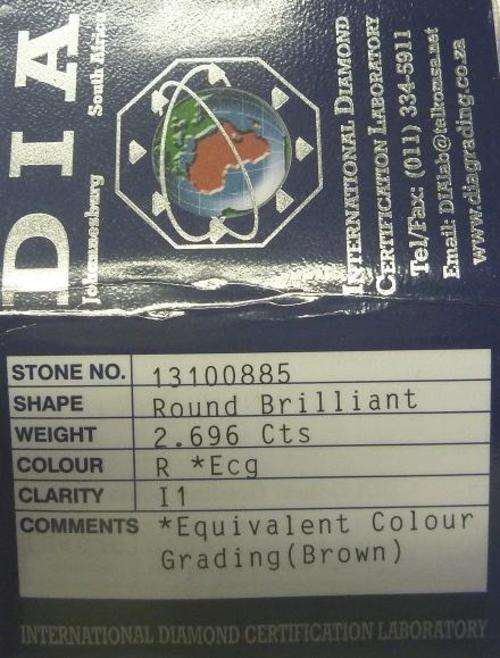 DIA
Johannesburg South Africa
INTERNATIONAL DIAMOND
CERTIFICATION LABORATORY
Tel/Fax: (011) 334-5911
Email: DIAlab@telkomsa.net
www.diagrading.co.za
STONE NO. 13100885
SHAPE Round Brilliant
WEIGHT 2.696 Cts
COLOUR R *Ecg
CLARITY I1
COMMENTS *Equivalent Colour
Grading(Brown)
INTERNATIONAL DIAMOND CERTIFICATION LABORATORY